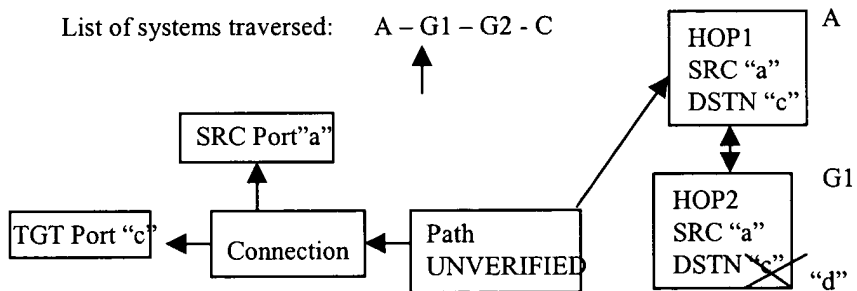 List of systems traversed: A – G1 – G2 - C
A
HOP1
SRC “a”
DSTN “c”
SRC Port”a”
G1
HOP2
SRC “a”
DSTN “c”
“d”
TGT Port “c”
Connection
Path
UNVERIFIED